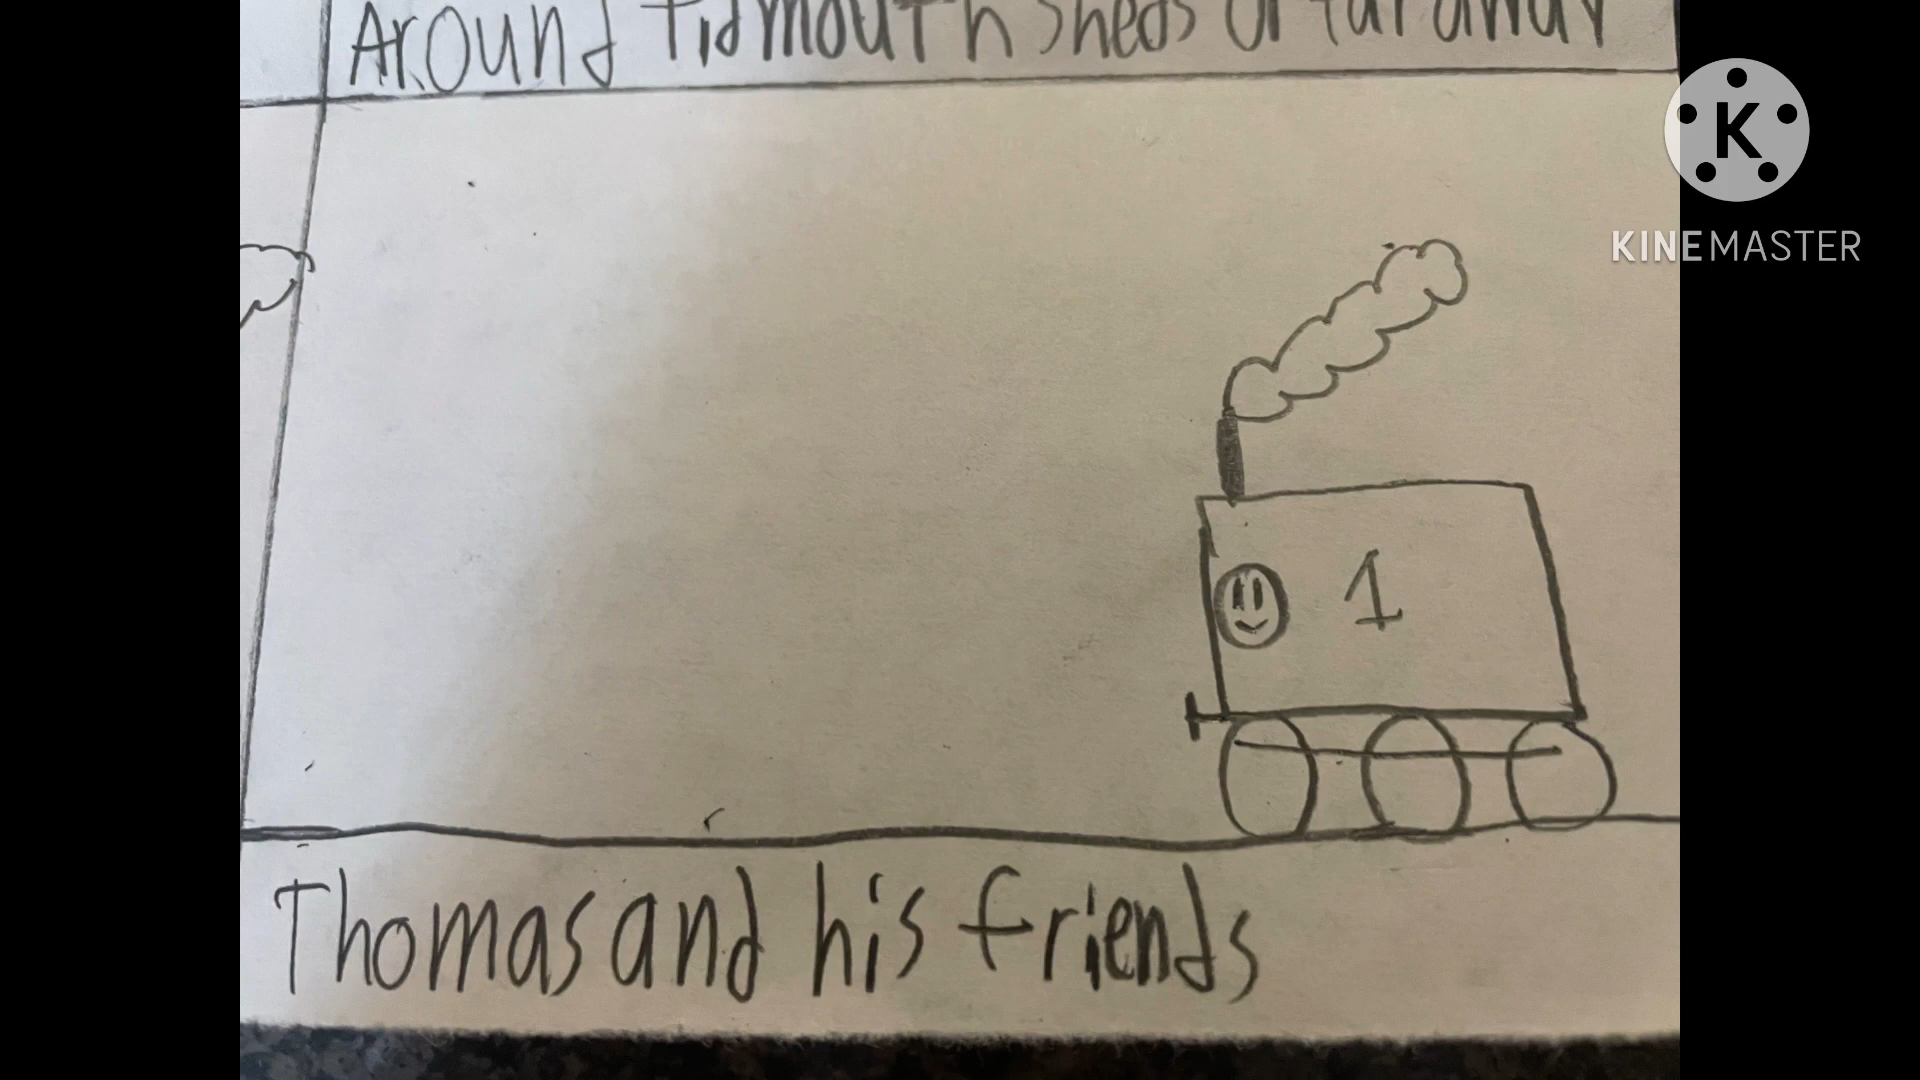 Around Tidmouth sheds or far away
K
KINEMASTER
1
Thomas and his friends